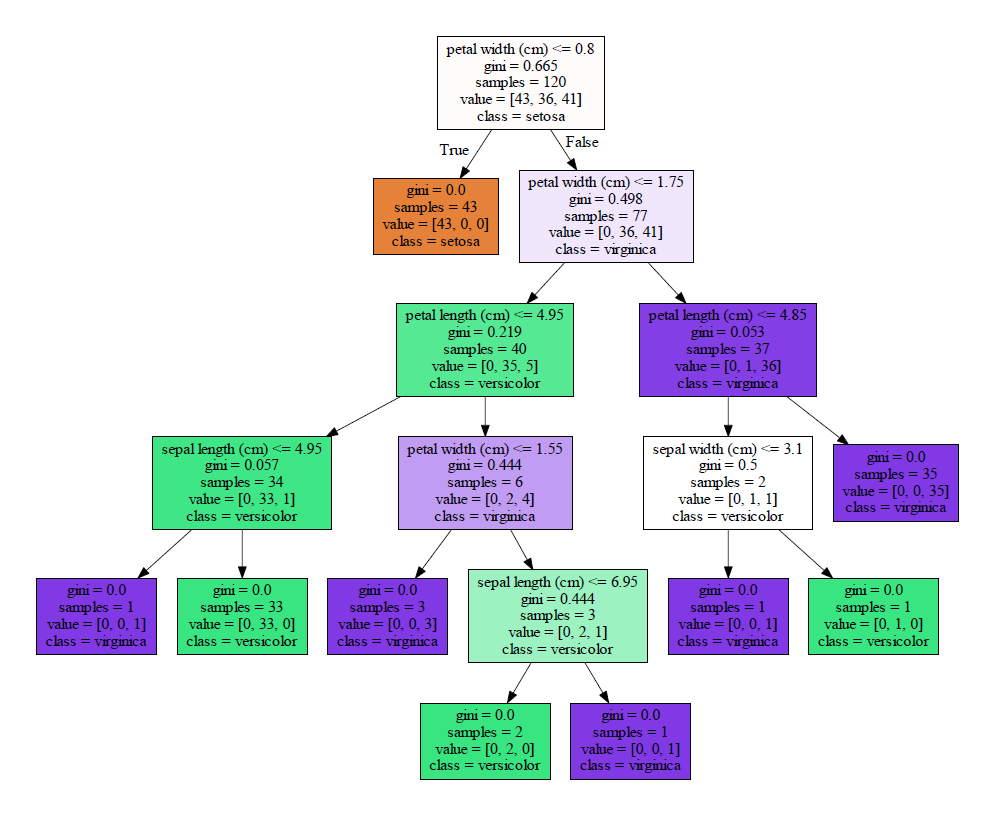 petal width (cm) <= 0.8
gini = 0.665
samples = 120
value = [43, 36, 41]
class = setosa
True
False
gini = 0.0
samples = 43
value = [43, 0, 0]
class = setosa
petal width (cm) <= 1.75
gini = 0.498
samples = 77
value = [0, 36, 41]
class = virginica
petal length (cm) <= 4.95
gini = 0.219
samples = 40
value = [0, 35, 5]
class = versicolor
petal length (cm) <= 4.85
gini = 0.053
samples = 37
value = [0, 1, 36]
class = virginica
sepal length (cm) <= 4.95
gini = 0.057
samples = 34
value = [0, 33, 1]
class = versicolor
petal width (cm) <= 1.55
gini = 0.444
samples = 6
value = [0, 2, 4]
class = virginica
sepal width (cm) <= 3.1
gini = 0.5
samples = 2
value = [0, 1, 1]
class = versicolor
gini = 0.0
samples = 35
value = [0, 0, 35]
class = virginica
gini = 0.0
samples = 1
value = [0, 0, 1]
class = virginica
gini = 0.0
samples = 33
value = [0, 33, 0]
class = versicolor
gini = 0.0
samples = 3
value = [0, 0, 3]
class = virginica
sepal length (cm) <= 6.95
gini = 0.444
samples = 3
value = [0, 2, 1]
class = versicolor
gini = 0.0
samples = 1
value = [0, 0, 1]
class = virginica
gini = 0.0
samples = 1
value = [0, 1, 0]
class = versicolor
gini = 0.0
samples = 2
value = [0, 2, 0]
class = versicolor
gini = 0.0
samples = 1
value = [0, 0, 1]
class = virginica